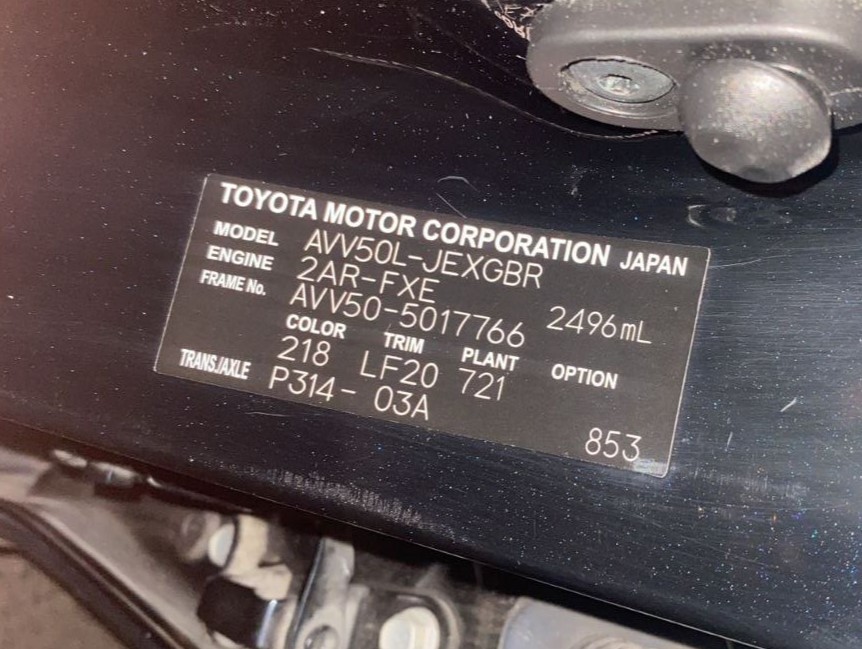 TOYOTA MOTOR CORPORATION JAPAN
MODEL AVV50L-JEXGBR
ENGINE 2AR-FXE 2496mL
FRAME No. AVV50-5017766
COLOR TRIM PLANT OPTION
218 LF20 721
TRANS./AXLE P314- 03A
853